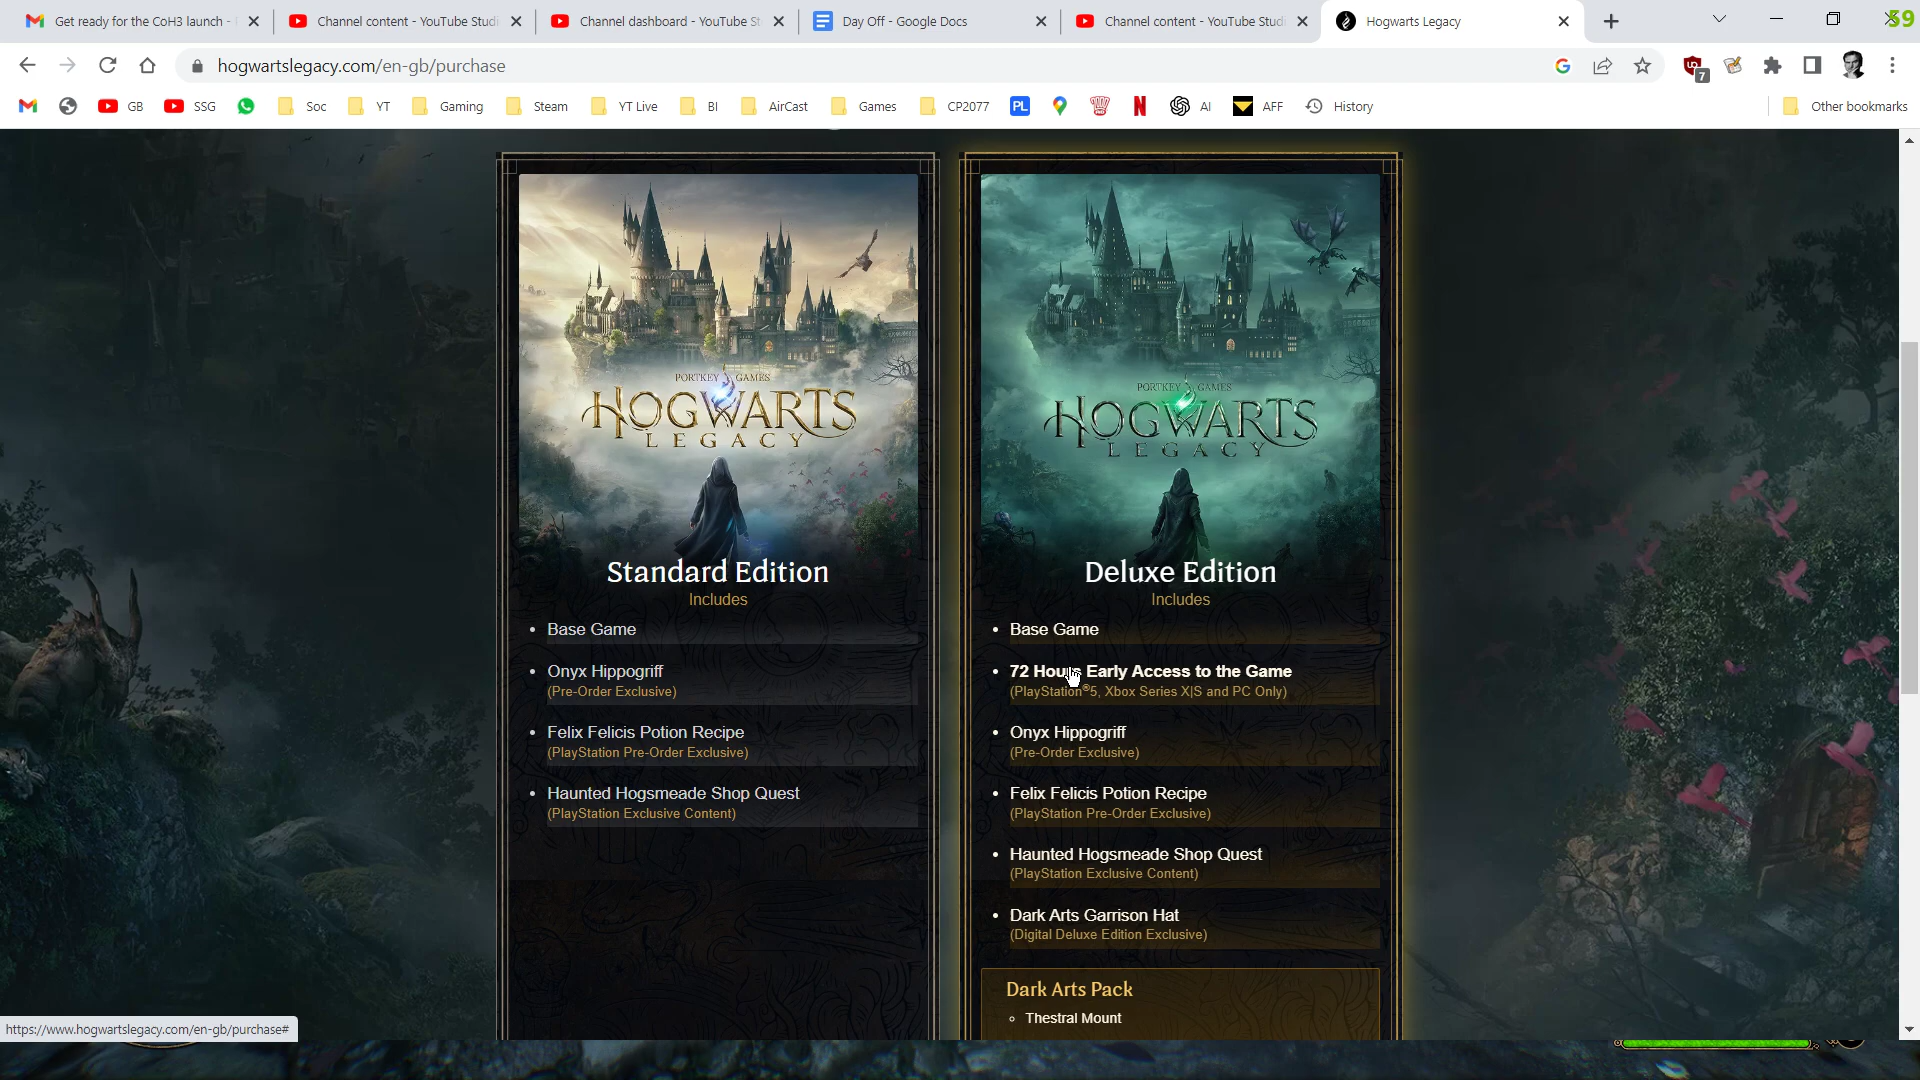 Get ready for the CoH3 launch -
Channel content - YouTube Studi
Channel dashboard - YouTube St
Day Off - Google Docs
Channel content - YouTube Studi
Hogwarts Legacy
59
hogwartslegacy.com/en-gb/purchase
7
GB
SSG
Soc
YT
Gaming
Steam
YT Live
BI
AirCast
Games
CP2077
PL
AI
AFF
History
Other bookmarks
PORTKEY GAMES
HOGWARTS
LEGACY
Standard Edition
Includes
• Base Game
• Onyx Hippogriff
(Pre-Order Exclusive)
• Felix Felicis Potion Recipe
(PlayStation Pre-Order Exclusive)
• Haunted Hogsmeade Shop Quest
(PlayStation Exclusive Content)
PORTKEY GAMES
HOGWARTS
LEGACY
Deluxe Edition
Includes
• Base Game
• 72 Hours Early Access to the Game
(PlayStation®5, Xbox Series X|S and PC Only)
• Onyx Hippogriff
(Pre-Order Exclusive)
• Felix Felicis Potion Recipe
(PlayStation Pre-Order Exclusive)
• Haunted Hogsmeade Shop Quest
(PlayStation Exclusive Content)
• Dark Arts Garrison Hat
(Digital Deluxe Edition Exclusive)
Dark Arts Pack
Thestral Mount
https://www.hogwartslegacy.com/en-gb/purchase#